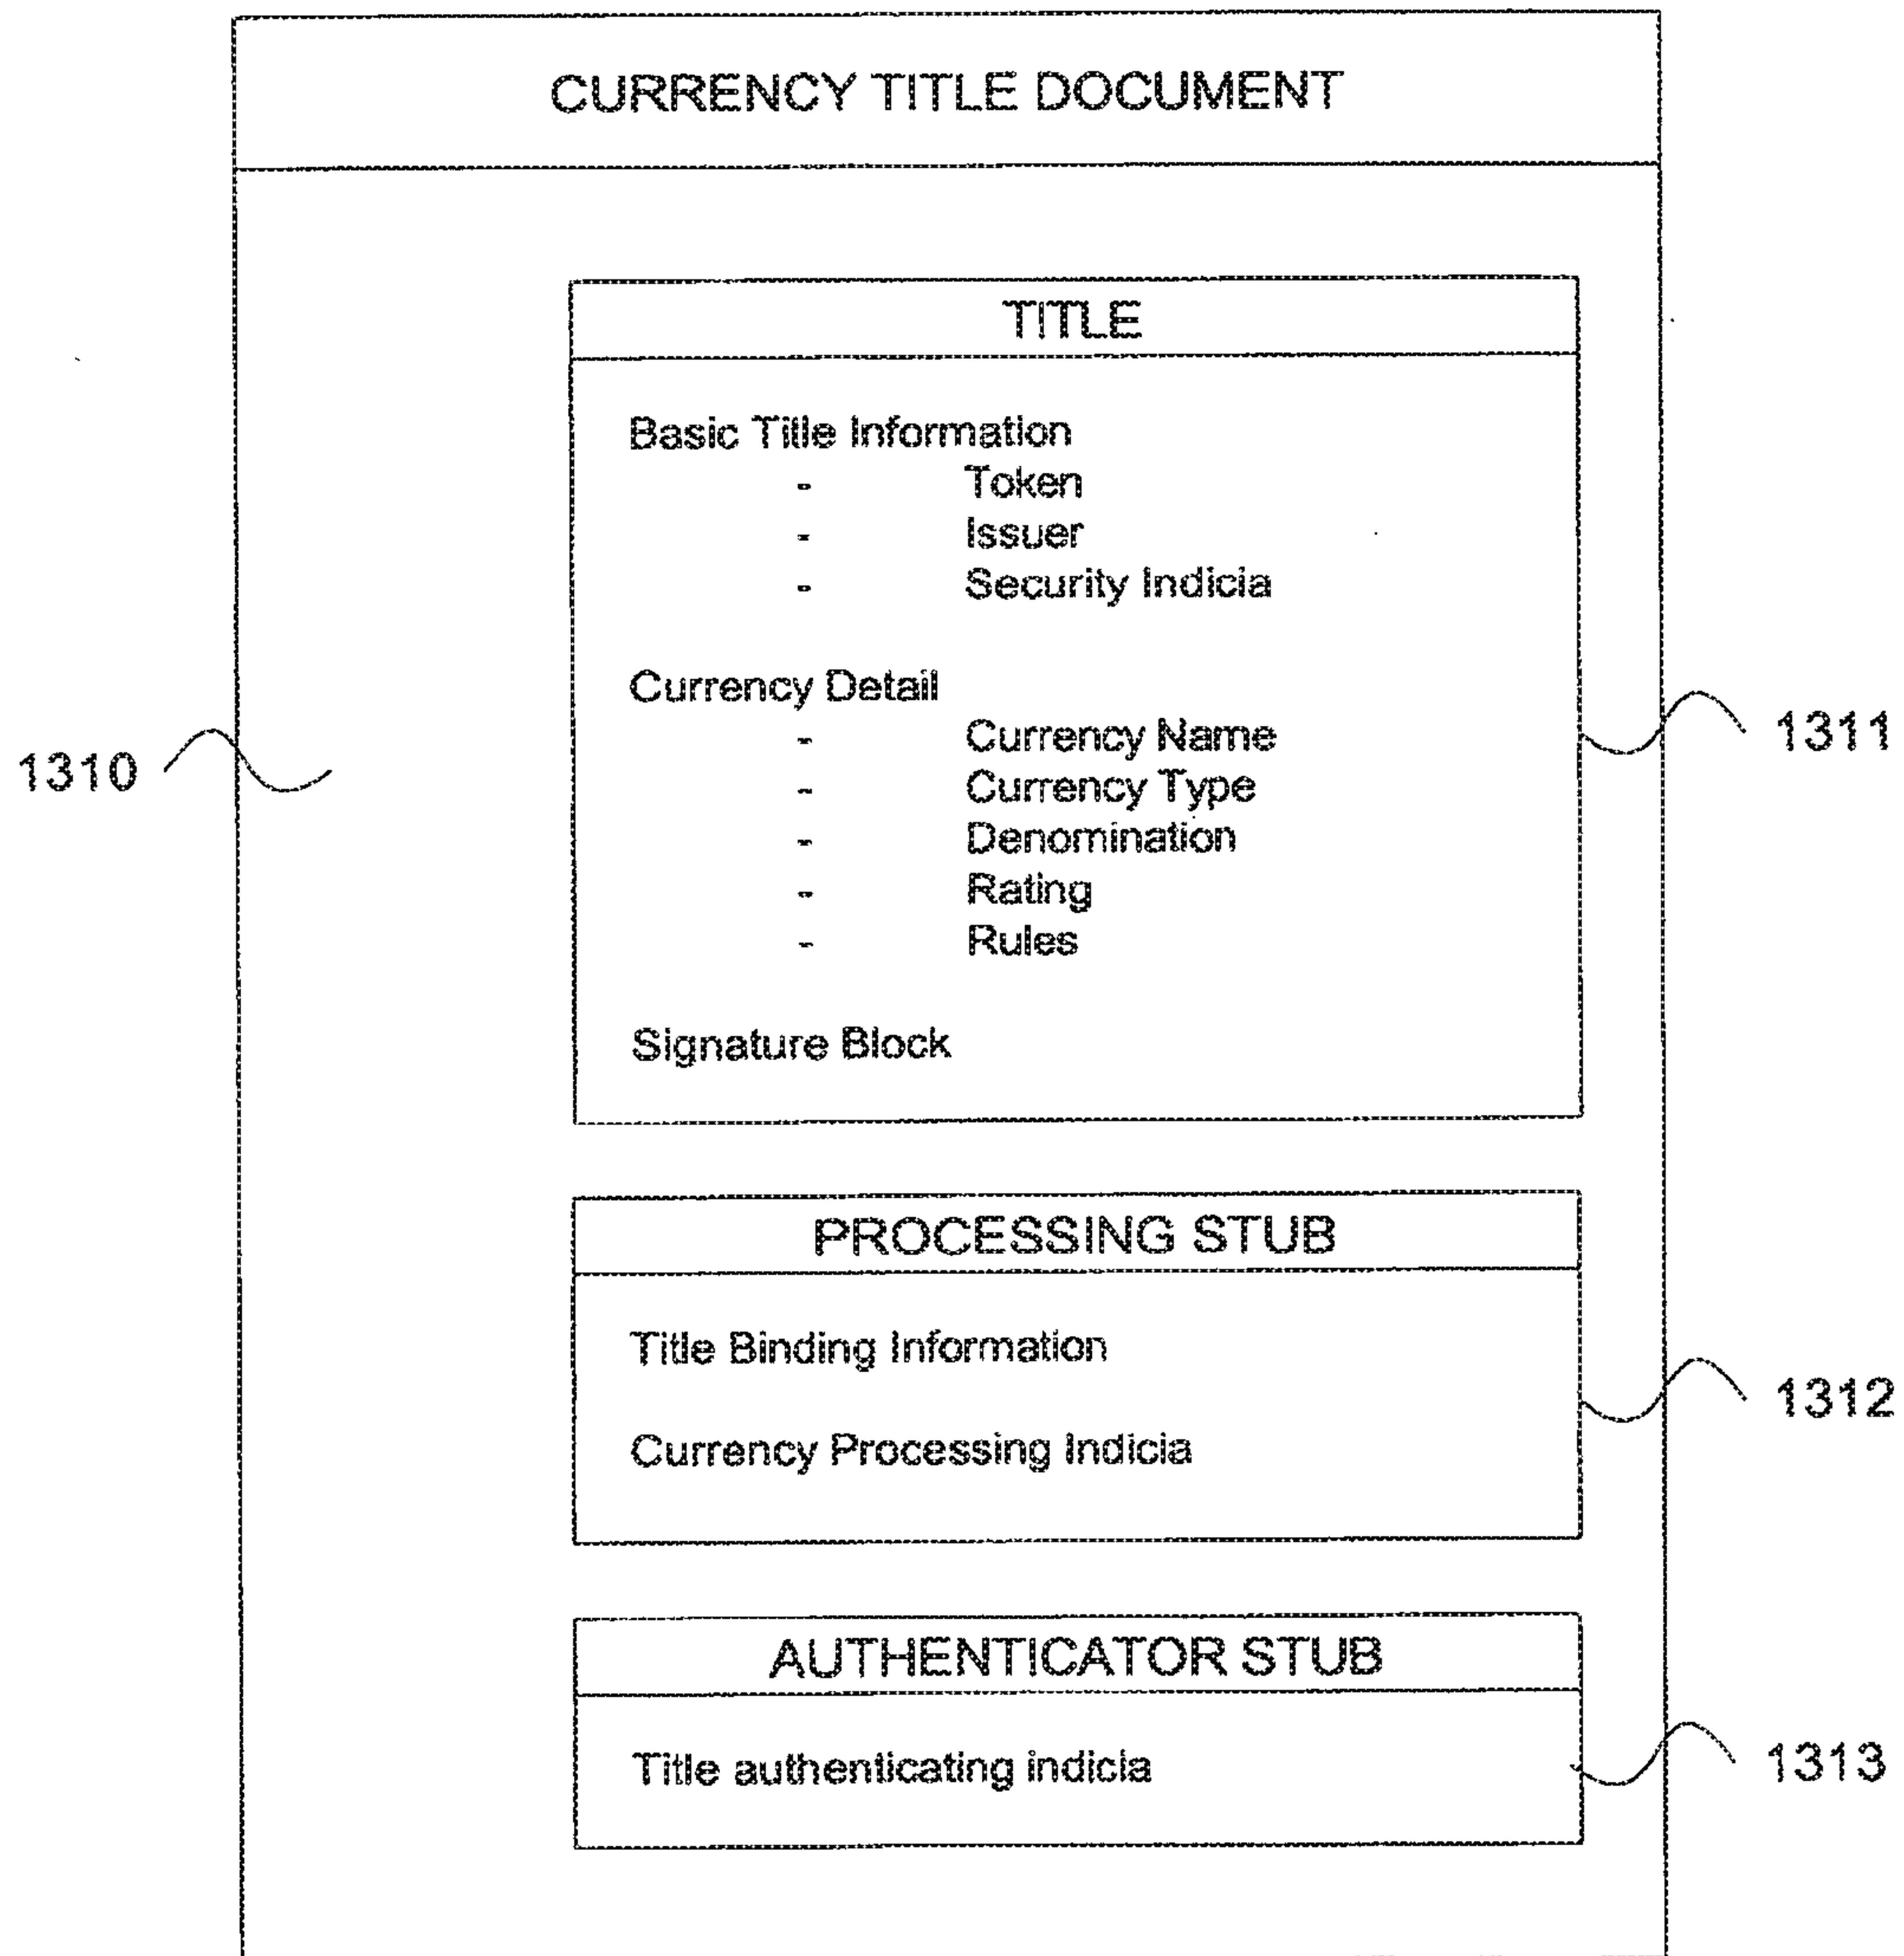 CURRENCY TITLE DOCUMENT
TITLE
Basic Title Information
- Token
- Issuer
- Security Indicia
Currency Detail
1311
- Currency Name
1310
- Currency Type
- Denomination
- Rating
- Rules
Signature Block
PROCESSING STUB
Title Binding Information
1312
Currency Processing Indicia
AUTHENTICATOR STUB
Title authenticating indicia
1313